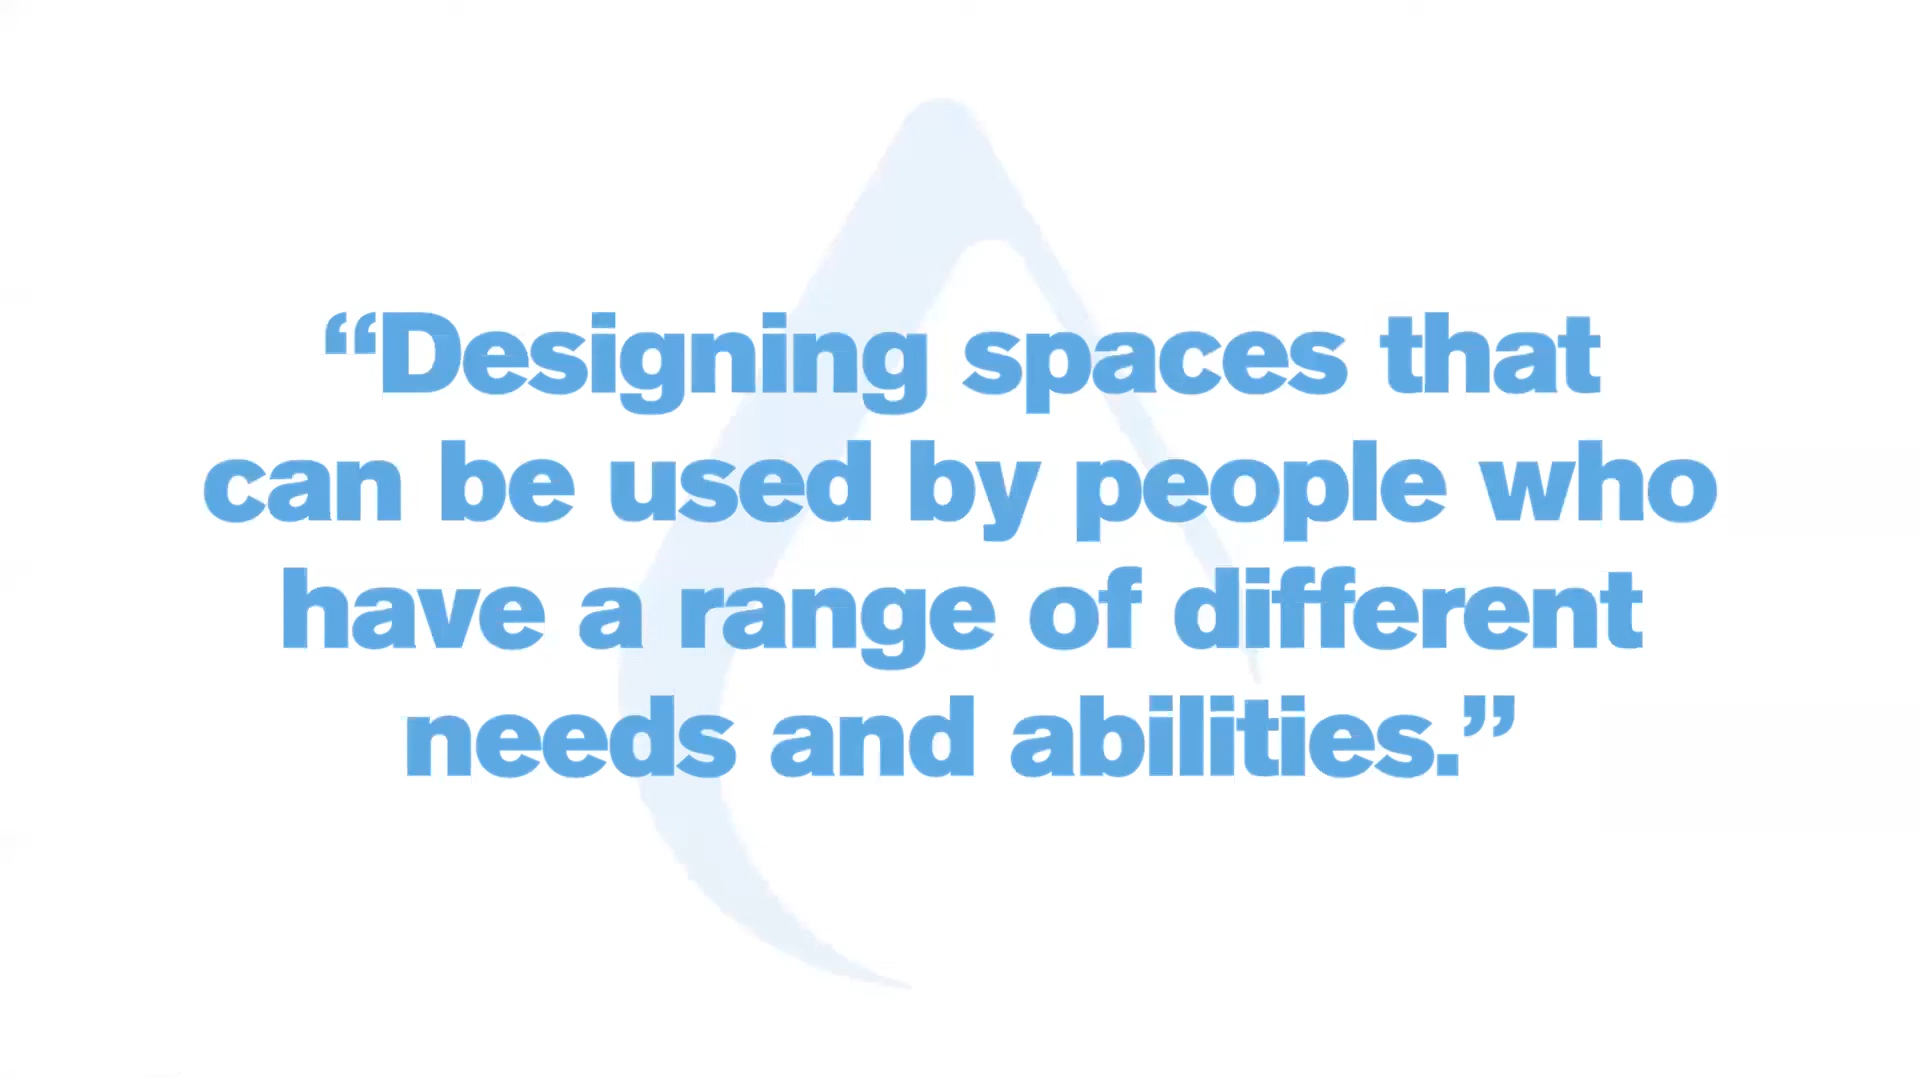 “Designing spaces that
can be used by people who
have a range of different
needs and abilities.”